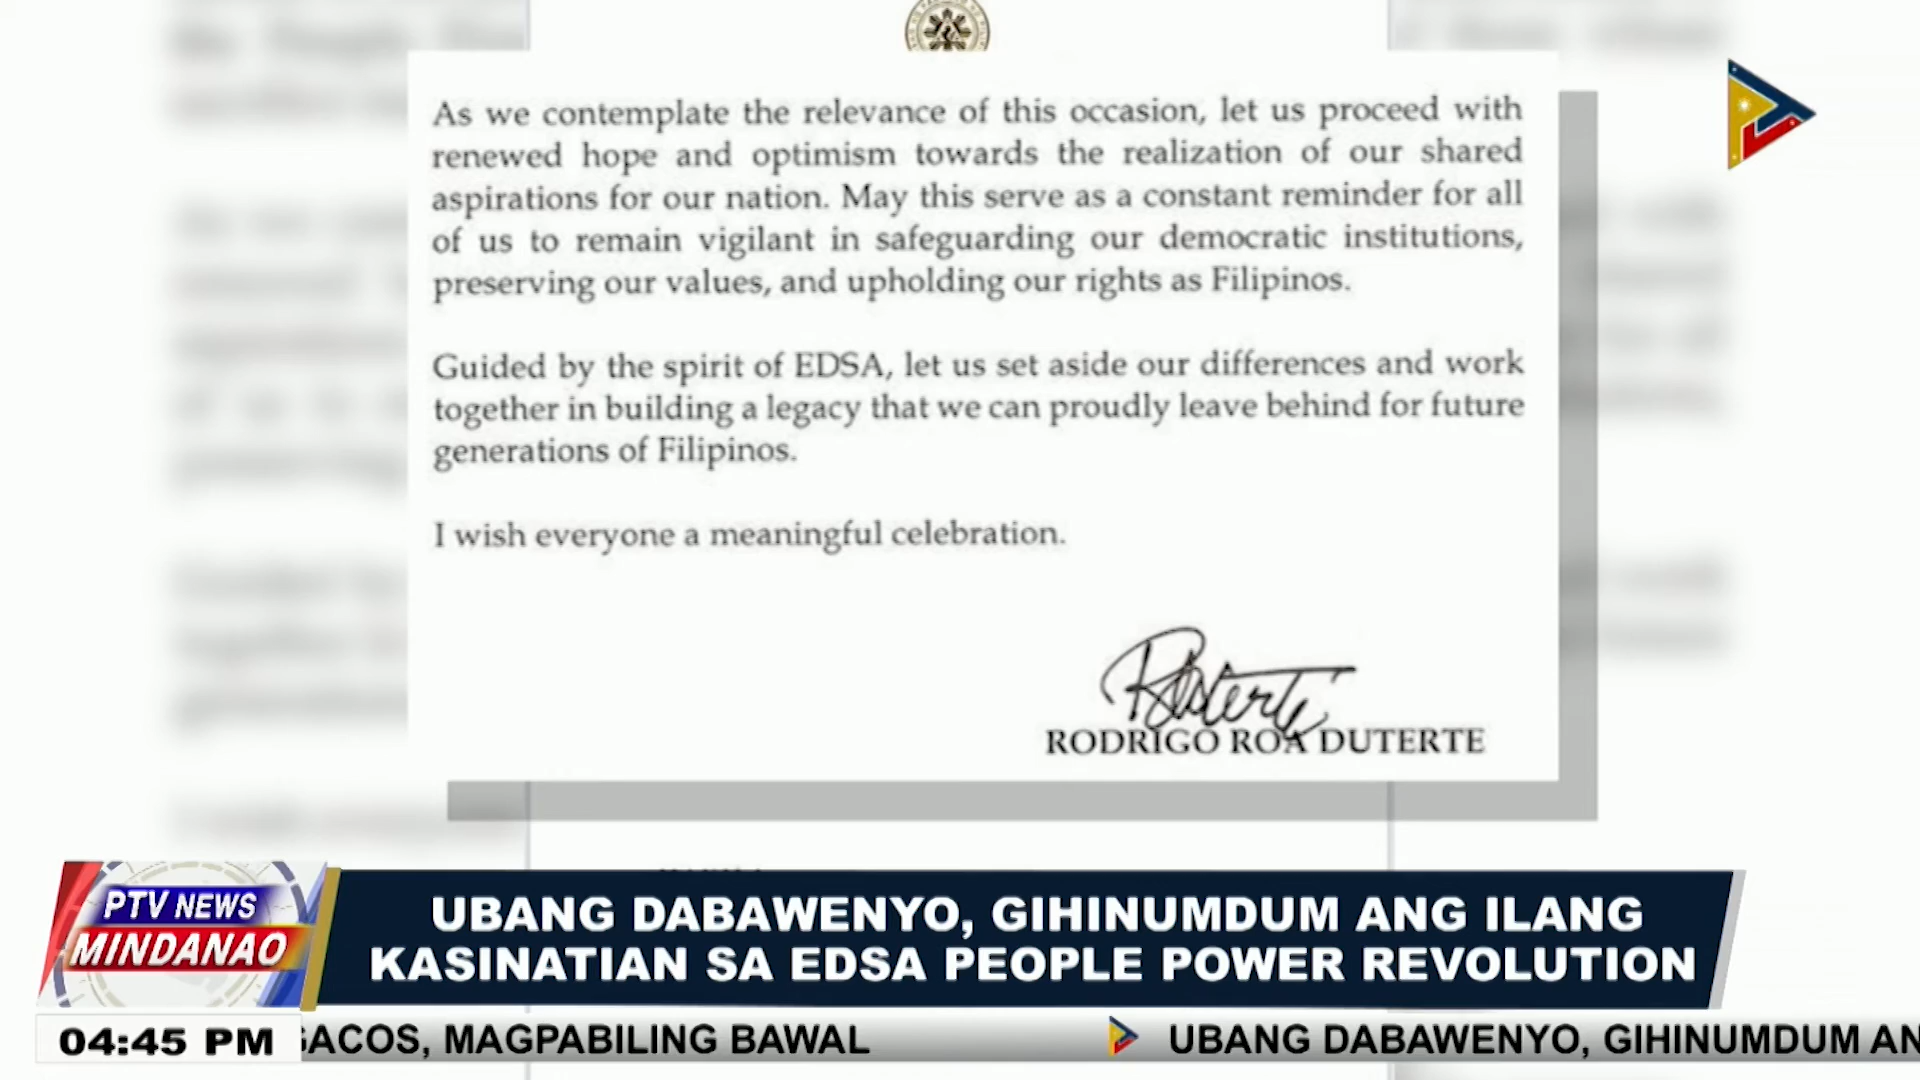 As we contemplate the relevance of this occasion, let us proceed with
renewed hope and optimism towards the realization of our shared
aspirations for our nation. May this serve as a constant reminder for all
of us to remain vigilant in safeguarding our democratic institutions,
preserving our values, and upholding our rights as Filipinos.
Guided by the spirit of EDSA, let us set aside our differences and work
together in building a legacy that we can proudly leave behind for future
generations of Filipinos.
I wish everyone a meaningful celebration.
RODRIGO ROA DUTERTE
PTV NEWS
MINDANAO
UBANG DABAWENYO, GIHINUMDUM ANG ILANG
KASINATIAN SA EDSA PEOPLE POWER REVOLUTION
04:45 PM
GACOS, MAGPABILING BAWAL
UBANG DABAWENYO, GIHINUMDUM AN